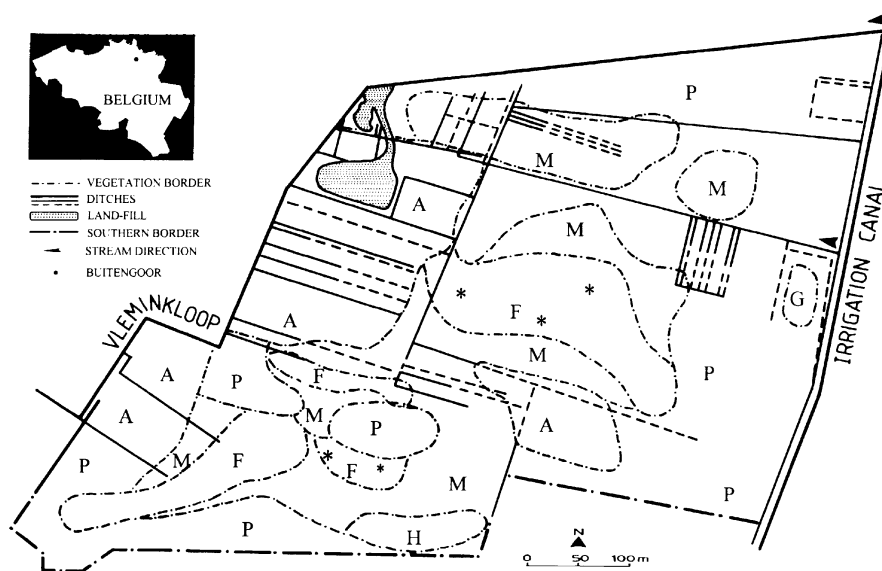 BELGIUM
VEGETATION BORDER
DITCHES
LAND-FILL
SOUTHERN BORDER
STREAM DIRECTION
BUITENGOOR
VLEMINKLOOP
IRRIGATION CANAL
P
M
M
A
M
G
F
A
M
P
A
P
F
A
M
P
A
P
M
F
F
M
P
P
H
N
0 50 100m